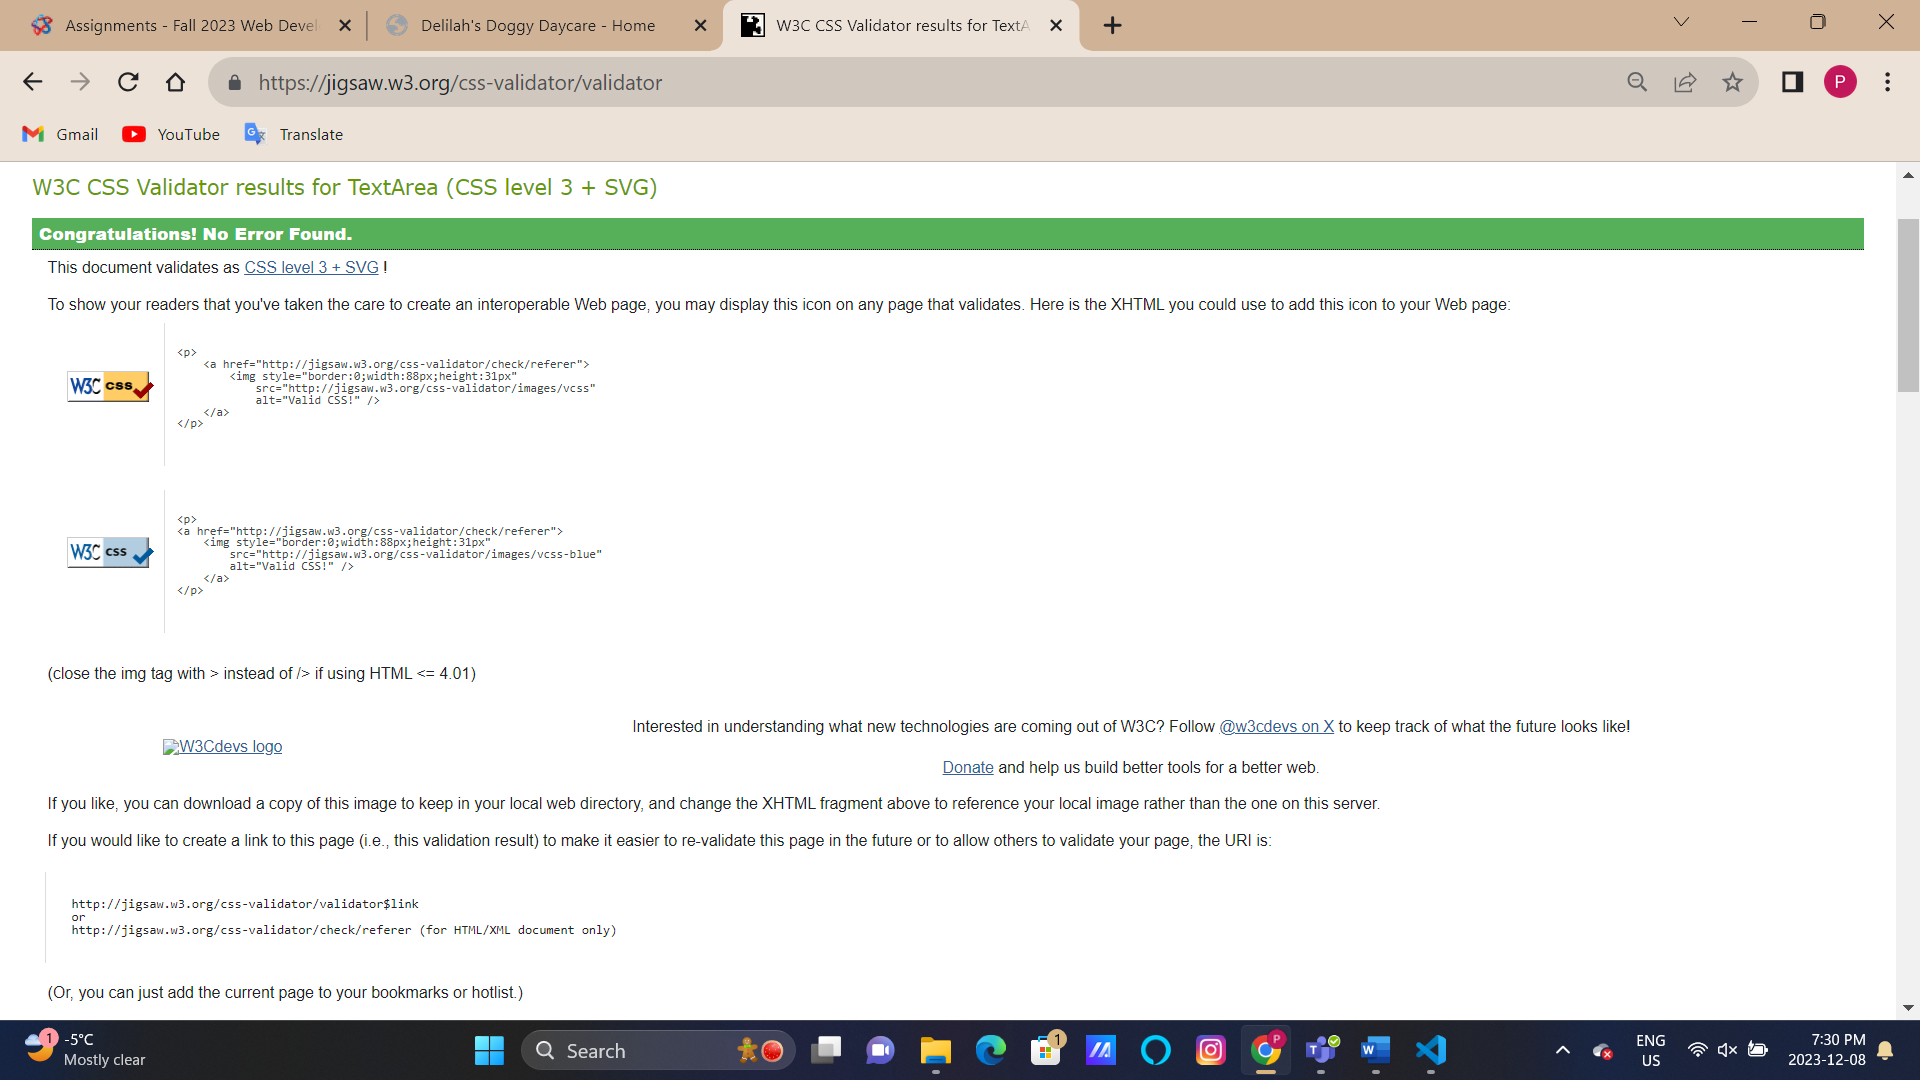 Assignments - Fall 2023 Web Devel
Delilah's Doggy Daycare - Home
W3C CSS Validator results for TextA
https://jigsaw.w3.org/css-validator/validator
P
Gmail
YouTube
Translate
W3C CSS Validator results for TextArea (CSS level 3 + SVG)
Congratulations! No Error Found.
This document validates as CSS level 3 + SVG !
To show your readers that you've taken the care to create an interoperable Web page, you may display this icon on any page that validates. Here is the XHTML you could use to add this icon to your Web page:
<p>
<a href="http://jigsaw.w3.org/css-validator/check/referer">
<img style="border:0;width:88px;height:31px"
src="http://jigsaw.w3.org/css-validator/images/vcss"
alt="Valid CSS!" />
</a>
</p>
W3C css
<p>
<a href="http://jigsaw.w3.org/css-validator/check/referer">
<img style="border:0;width:88px;height:31px"
src="http://jigsaw.w3.org/css-validator/images/vcss-blue"
alt="Valid CSS!" />
</a>
</p>
W3C css
(close the img tag with > instead of /> if using HTML <= 4.01)
Interested in understanding what new technologies are coming out of W3C? Follow @w3cdevs on X to keep track of what the future looks like!
W3Cdevs logo
Donate and help us build better tools for a better web.
If you like, you can download a copy of this image to keep in your local web directory, and change the XHTML fragment above to reference your local image rather than the one on this server.
If you would like to create a link to this page (i.e., this validation result) to make it easier to re-validate this page in the future or to allow others to validate your page, the URI is:
http://jigsaw.w3.org/css-validator/validator$link
or
http://jigsaw.w3.org/css-validator/check/referer (for HTML/XML document only)
(Or, you can just add the current page to your bookmarks or hotlist.)
1
-5°C
Mostly clear
Search
1
P
ENG
US
7:30 PM
2023-12-08